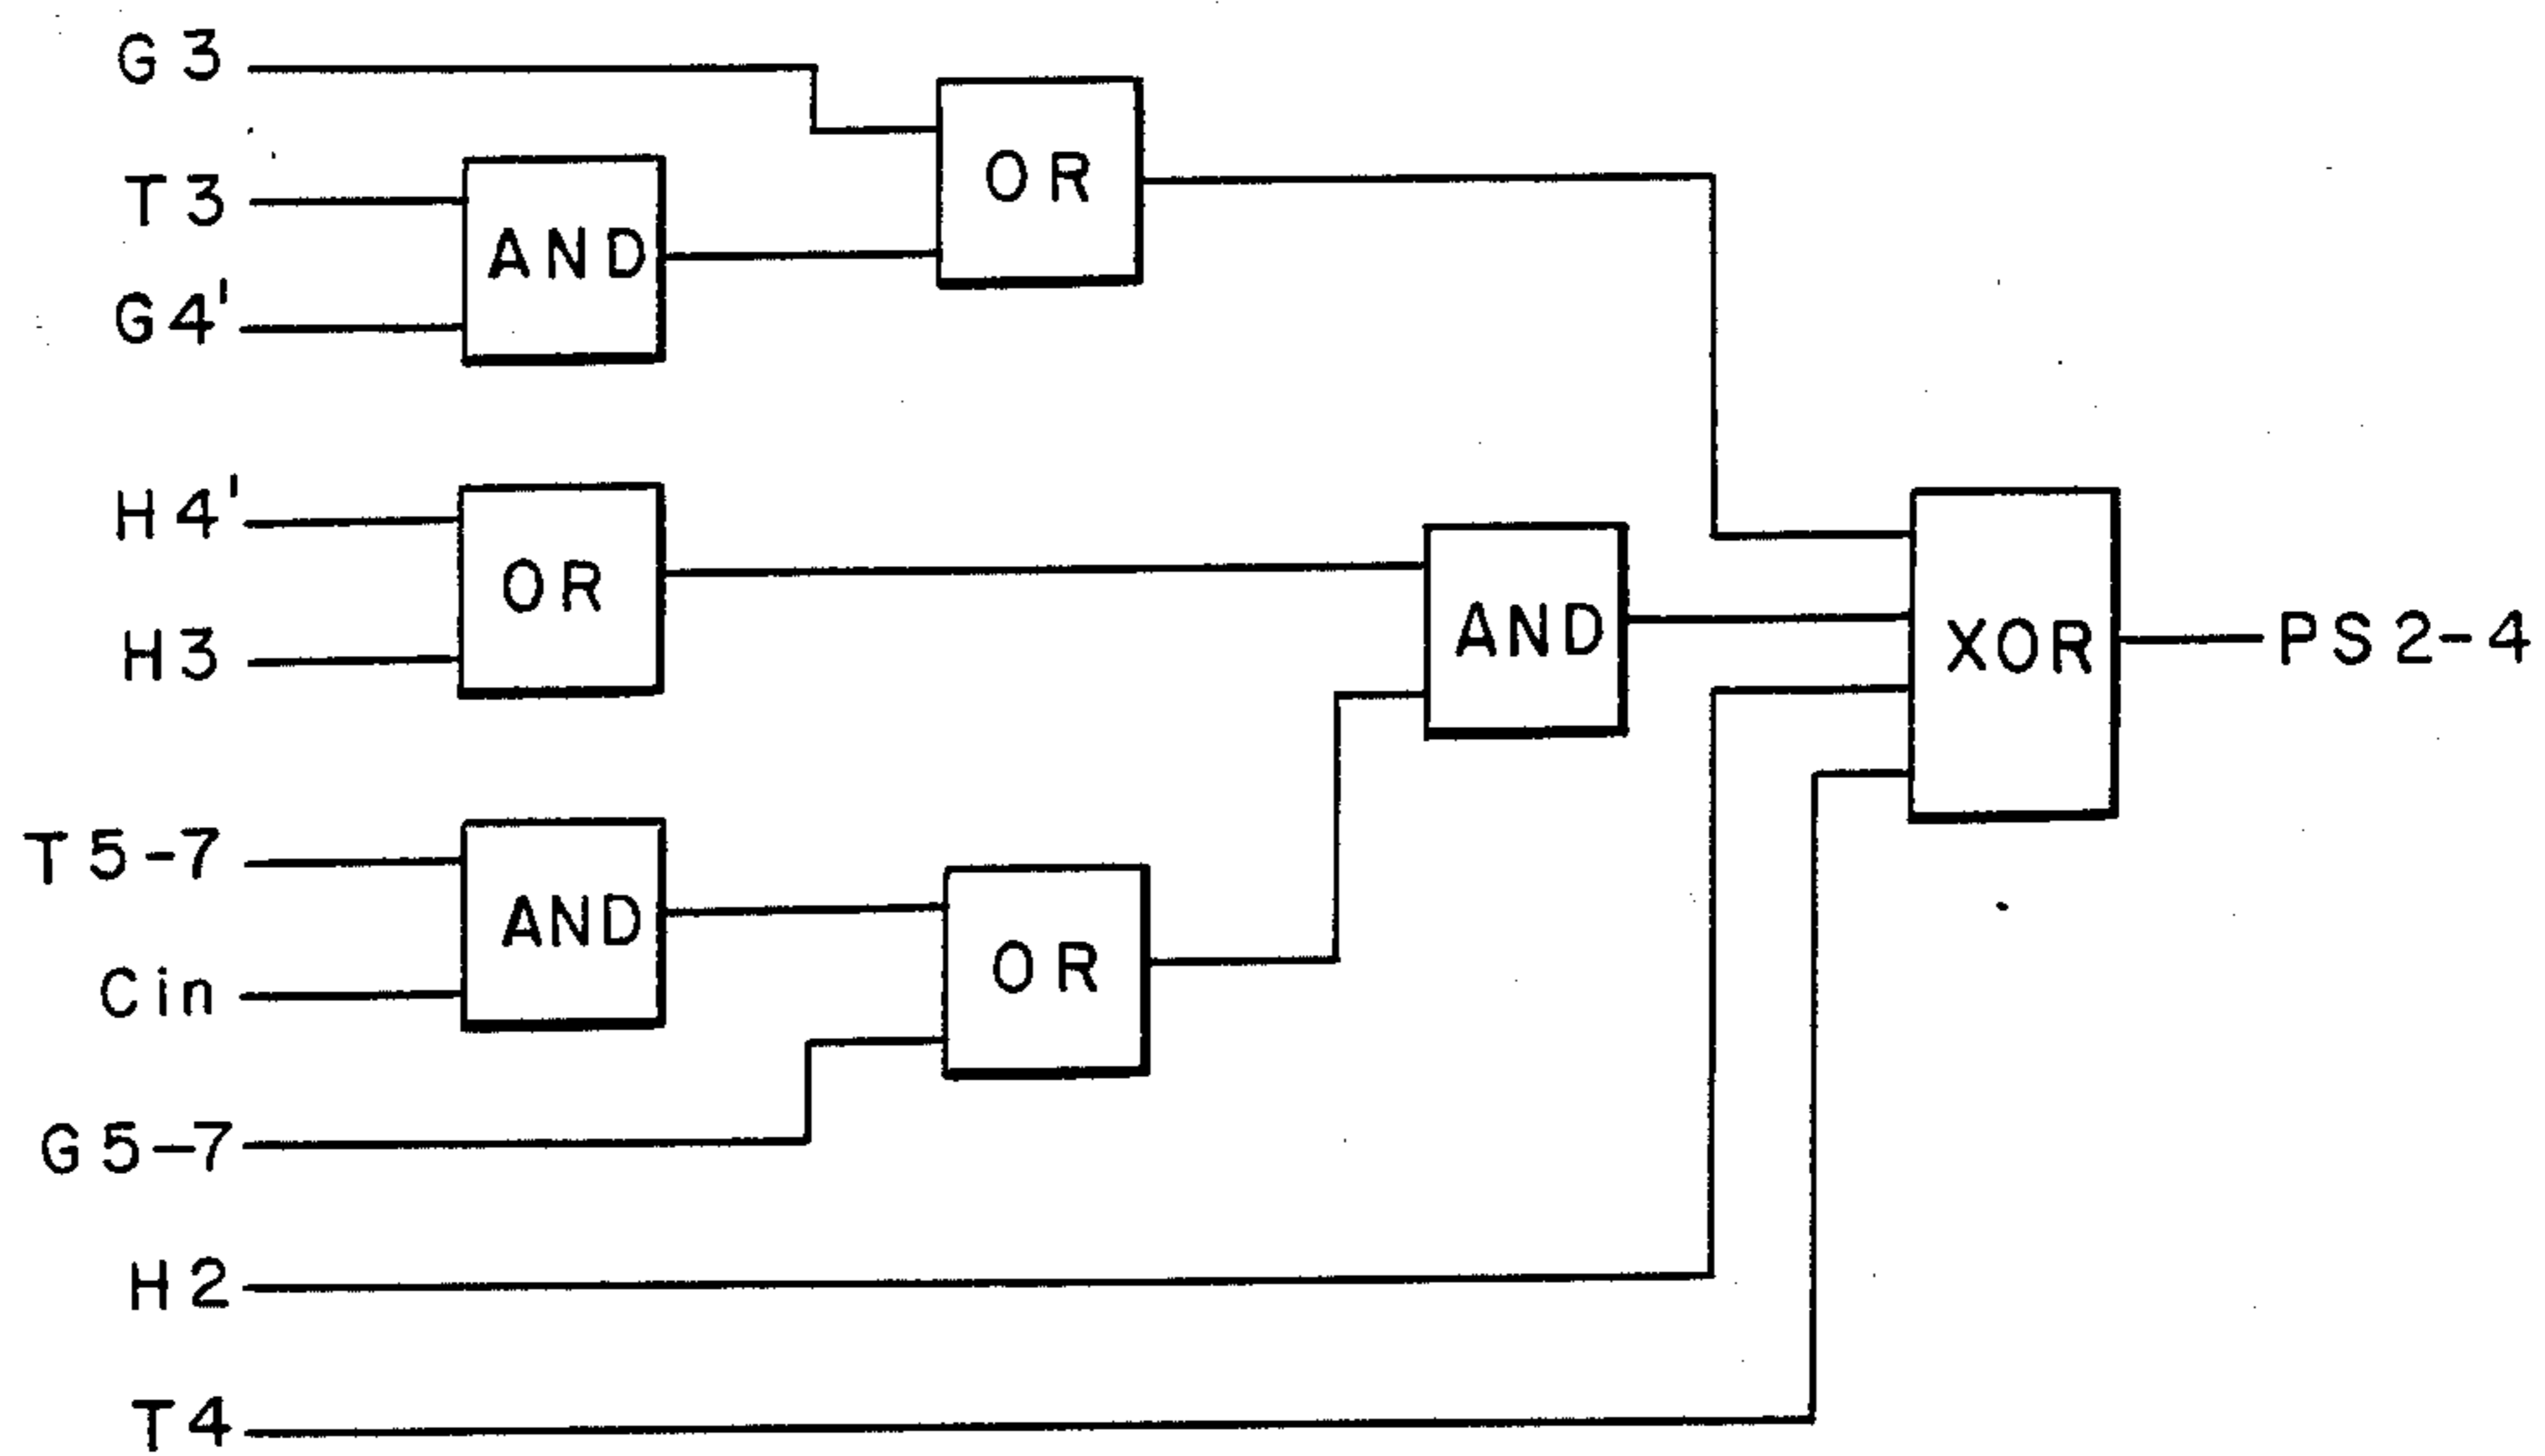 G3
OR
T3
AND
G4'
H4'
OR
H3
AND
XOR
PS2-4
T5-7
AND
Cin
OR
G5-7
H2
T4